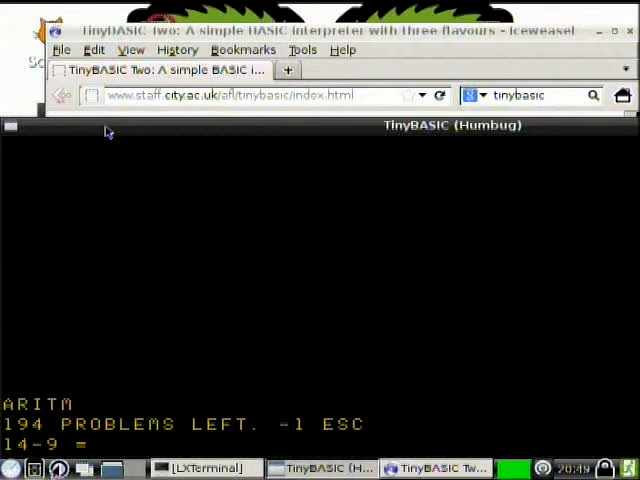 TinyBASIC Two: A simple BASIC interpreter with three flavours - Iceweasel
File Edit View History Bookmarks Tools Help
TinyBASIC Two: A simple BASIC i...
www.staff.city.ac.uk/afl/tinybasic/index.html tinybasic
TinyBASIC (Humbug)
ARITM
194 PROBLEMS LEFT. -1 ESC
14-9 =
[LXTerminal] TinyBASIC (H... TinyBASIC Tw... 20:49